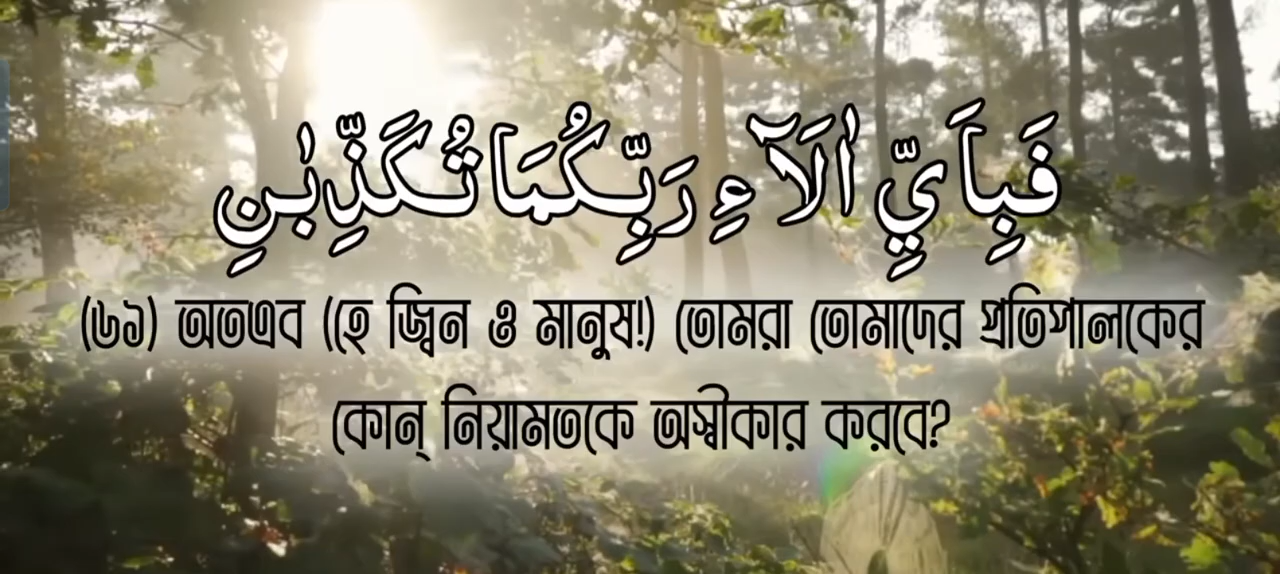 فَبِاَيِّ اٰلَآءِ رَبِّكُمَا تُكَذِّبٰنِ
(৬১) অতএব (হে জ্বিন ও মানুষ!) তোমরা তোমাদের প্রতিপালকের
কোন্ নিয়ামতকে অস্বীকার করবে?